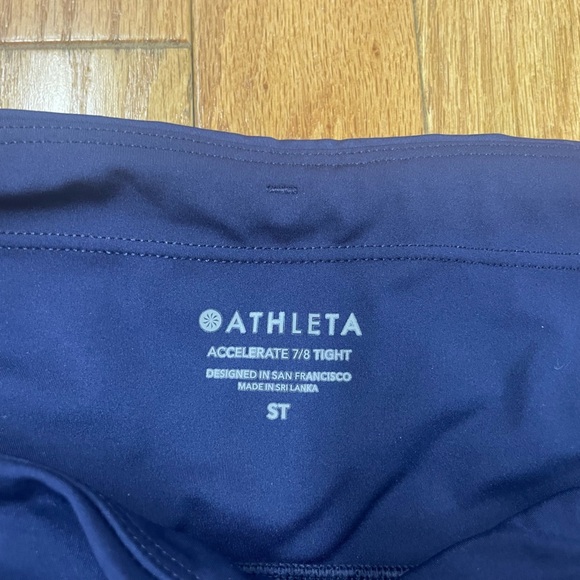 ATHLETA
ACCELERATE 7/8 TIGHT
DESIGNED IN SAN FRANCISCO
MADE IN SRI LANKA
ST